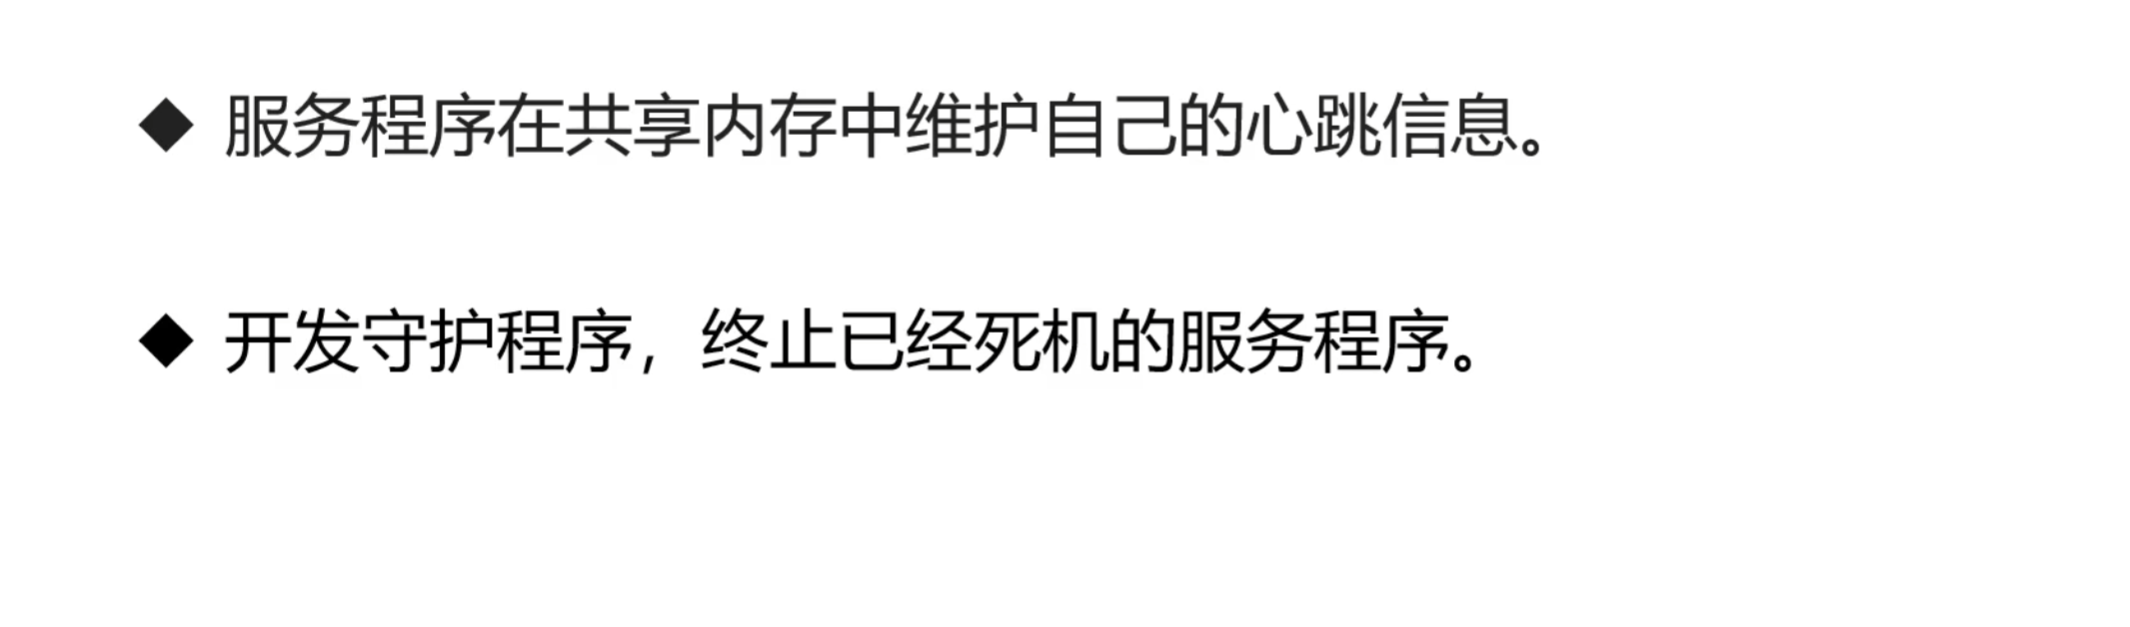 ◆ 服务程序在共享内存中维护自己的心跳信息。
◆ 开发守护程序，终止已经死机的服务程序。